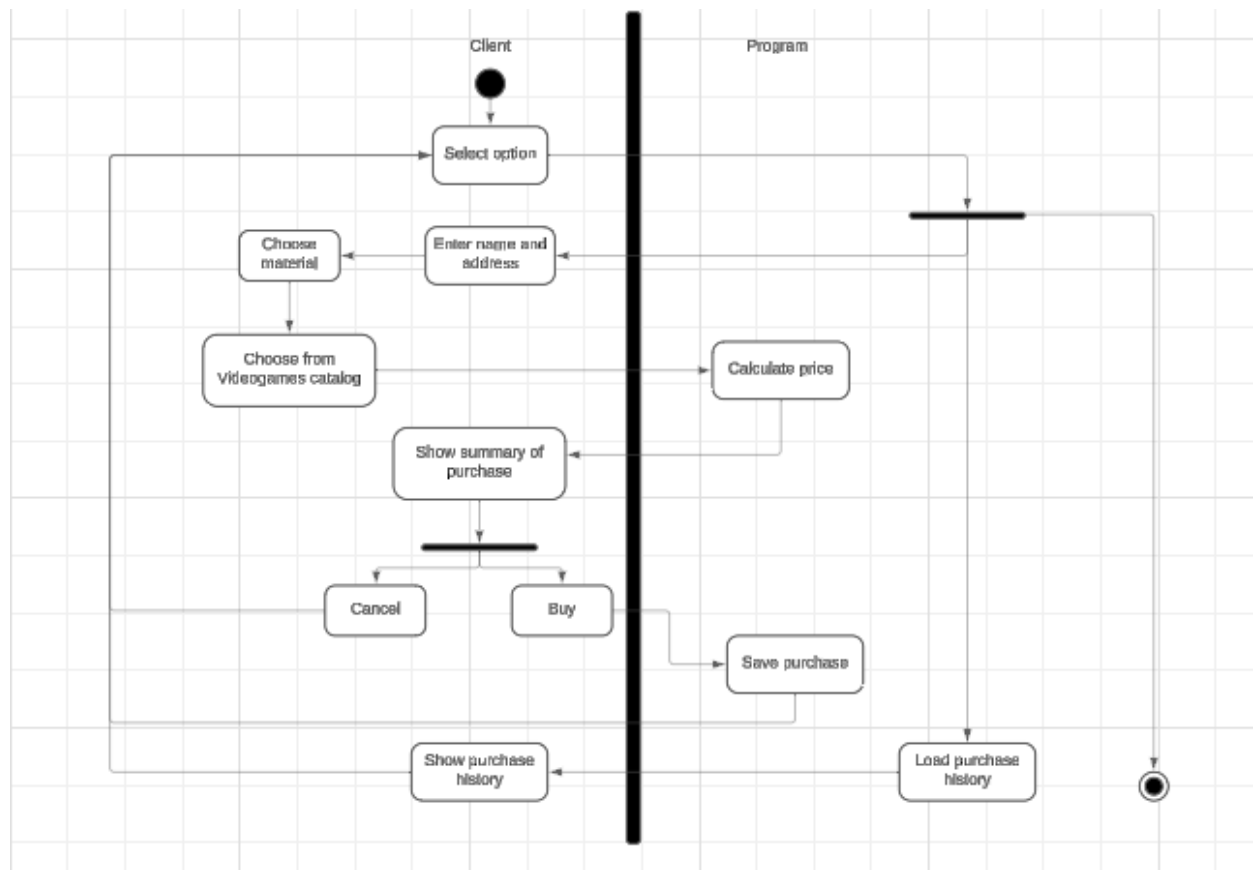 Client
Program
Select option
Choose
material
Enter name and
address
Choose from
Videogames catalog
Calculate price
Show summary of
purchase
Cancel
Buy
Save purchase
Show purchase
history
Load purchase
history